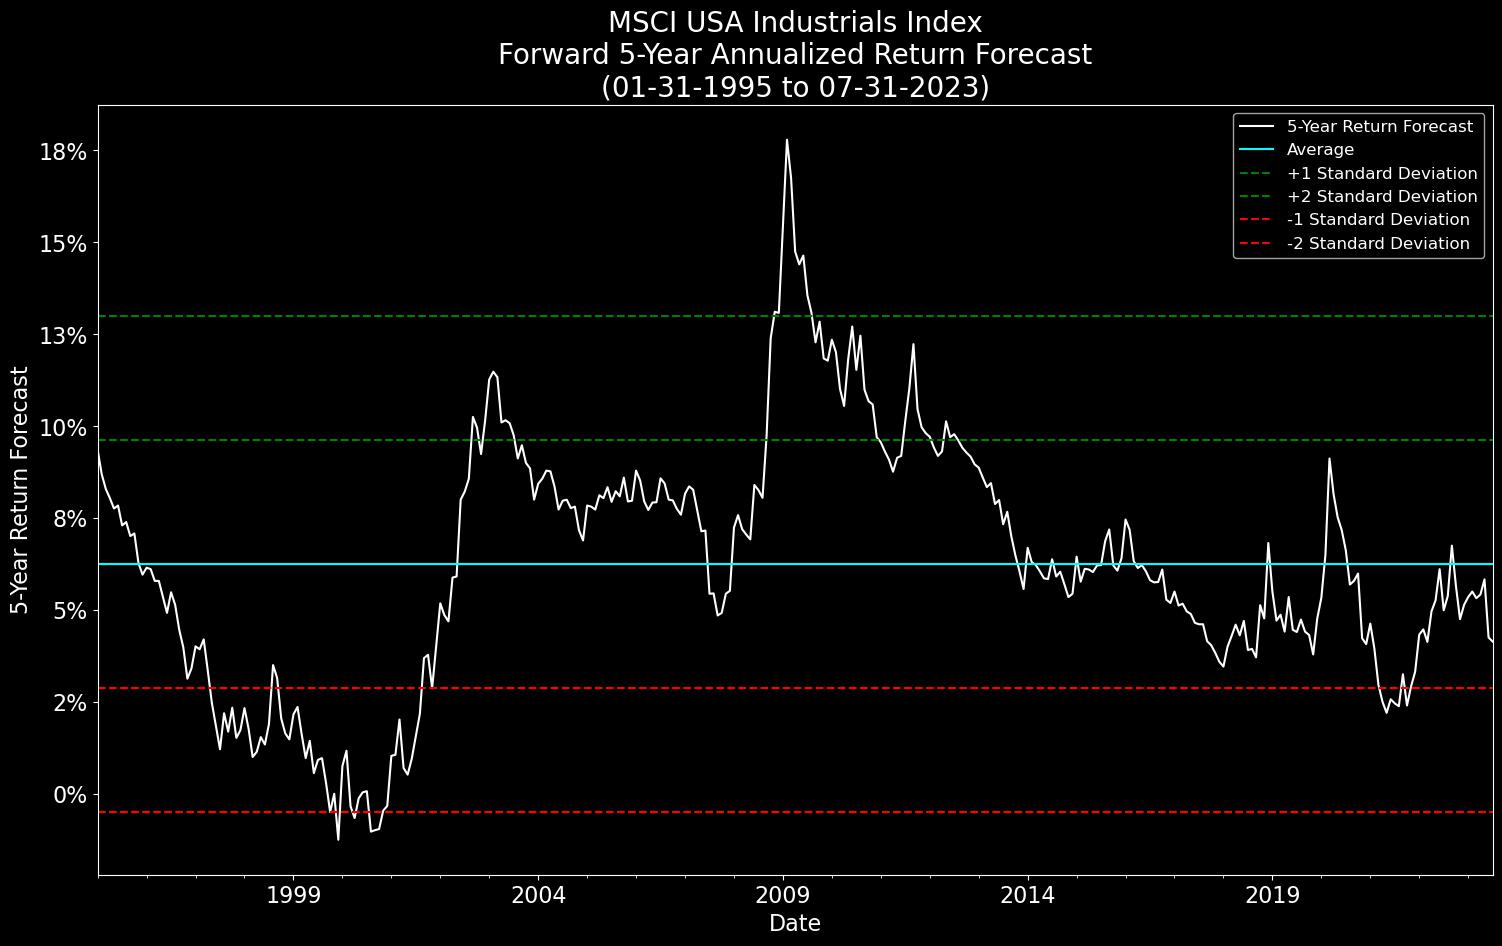 MSCI USA Industrials Index
Forward 5-Year Annualized Return Forecast
(01-31-1995 to 07-31-2023)
5-Year Return Forecast
Average
+1 Standard Deviation
+2 Standard Deviation
-1 Standard Deviation
-2 Standard Deviation
18%
15%
13%
10%
8%
5%
2%
0%
5-Year Return Forecast
1999
2004
2009
2014
2019
Date